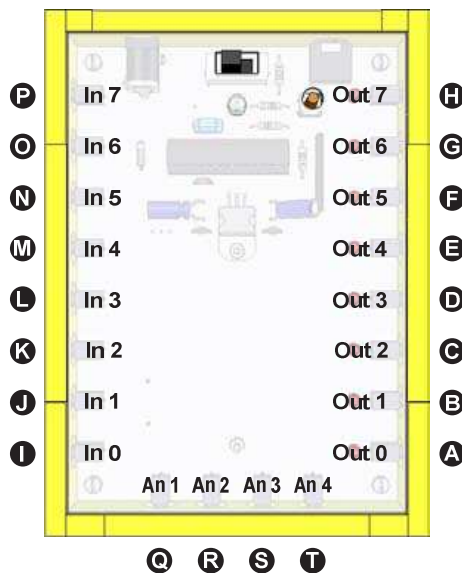 P In 7 Out 7 H
O In 6 Out 6 G
N In 5 Out 5 F
M In 4 Out 4 E
L In 3 Out 3 D
K In 2 Out 2 C
J In 1 Out 1 B
I In 0 Out 0 A
An 1 An 2 An 3 An 4
Q R S T